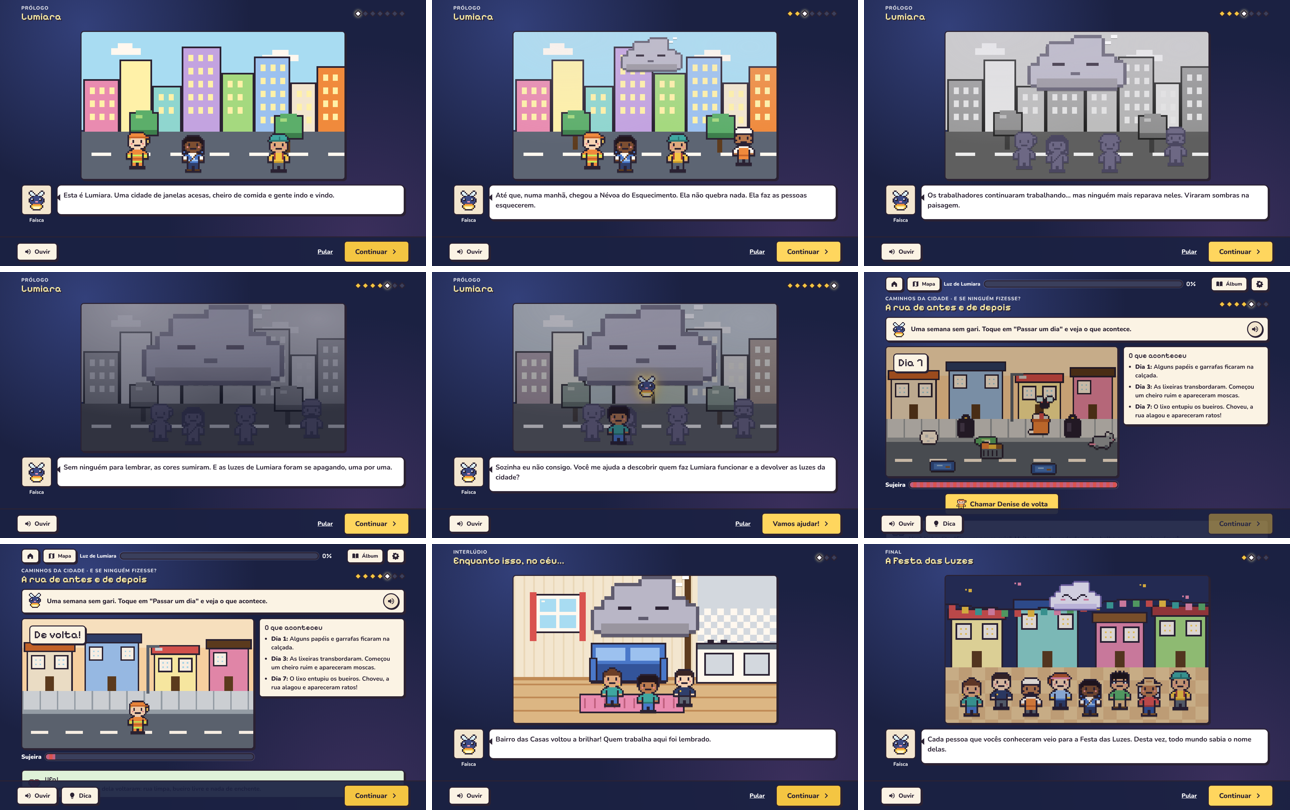 PRÓLOGO
Lumiara
Esta é Lumiara. Uma cidade de janelas acesas, cheiro de comida e gente indo e vindo.
Faísca
Ouvir
Pular
Continuar
PRÓLOGO
Lumiara
Até que, numa manhã, chegou a Névoa do Esquecimento. Ela não quebra nada. Ela faz as pessoas
esquecerem.
Faísca
Ouvir
Pular
Continuar
PRÓLOGO
Lumiara
Os trabalhadores continuaram trabalhando... mas ninguém mais reparava neles. Viraram sombras na
paisagem.
Faísca
Ouvir
Pular
Continuar
PRÓLOGO
Lumiara
Sem ninguém para lembrar, as cores sumiram. E as luzes de Lumiara foram se apagando, uma por uma.
Faísca
Ouvir
Pular
Continuar
PRÓLOGO
Lumiara
Sozinha eu não consigo. Você me ajuda a descobrir quem faz Lumiara funcionar e a devolver as luzes da
cidade?
Faísca
Ouvir
Pular
Vamos ajudar!
Mapa
Luz de Lumiara
0%
Álbum
CAMINHOS DA CIDADE · E SE NINGUÉM FIZESSE?
A rua de antes e de depois
Uma semana sem gari. Toque em "Passar um dia" e veja o que acontece.
Dia 7
O que aconteceu
Dia 1: Alguns papéis e garrafas ficaram na
calçada.
Dia 3: As lixeiras transbordaram. Começou
um cheiro ruim e apareceram moscas.
Dia 7: O lixo entupiu os bueiros. Choveu, a
rua alagou e apareceram ratos!
Sujeira
Chamar Denise de volta
Ouvir
Dica
Continuar
Mapa
Luz de Lumiara
0%
Álbum
CAMINHOS DA CIDADE · E SE NINGUÉM FIZESSE?
A rua de antes e de depois
Uma semana sem gari. Toque em "Passar um dia" e veja o que acontece.
De volta!
O que aconteceu
Dia 1: Alguns papéis e garrafas ficaram na
calçada.
Dia 3: As lixeiras transbordaram. Começou
um cheiro ruim e apareceram moscas.
Dia 7: O lixo entupiu os bueiros. Choveu, a
rua alagou e apareceram ratos!
Sujeira
Ouvir
Dica
Continuar
INTERLÚDIO
Enquanto isso, no céu...
Bairro das Casas voltou a brilhar! Quem trabalha aqui foi lembrado.
Faísca
Ouvir
Pular
Continuar
FINAL
A Festa das Luzes
Cada pessoa que vocês conheceram veio para a Festa das Luzes. Desta vez, todo mundo sabia o nome
delas.
Faísca
Ouvir
Pular
Continuar